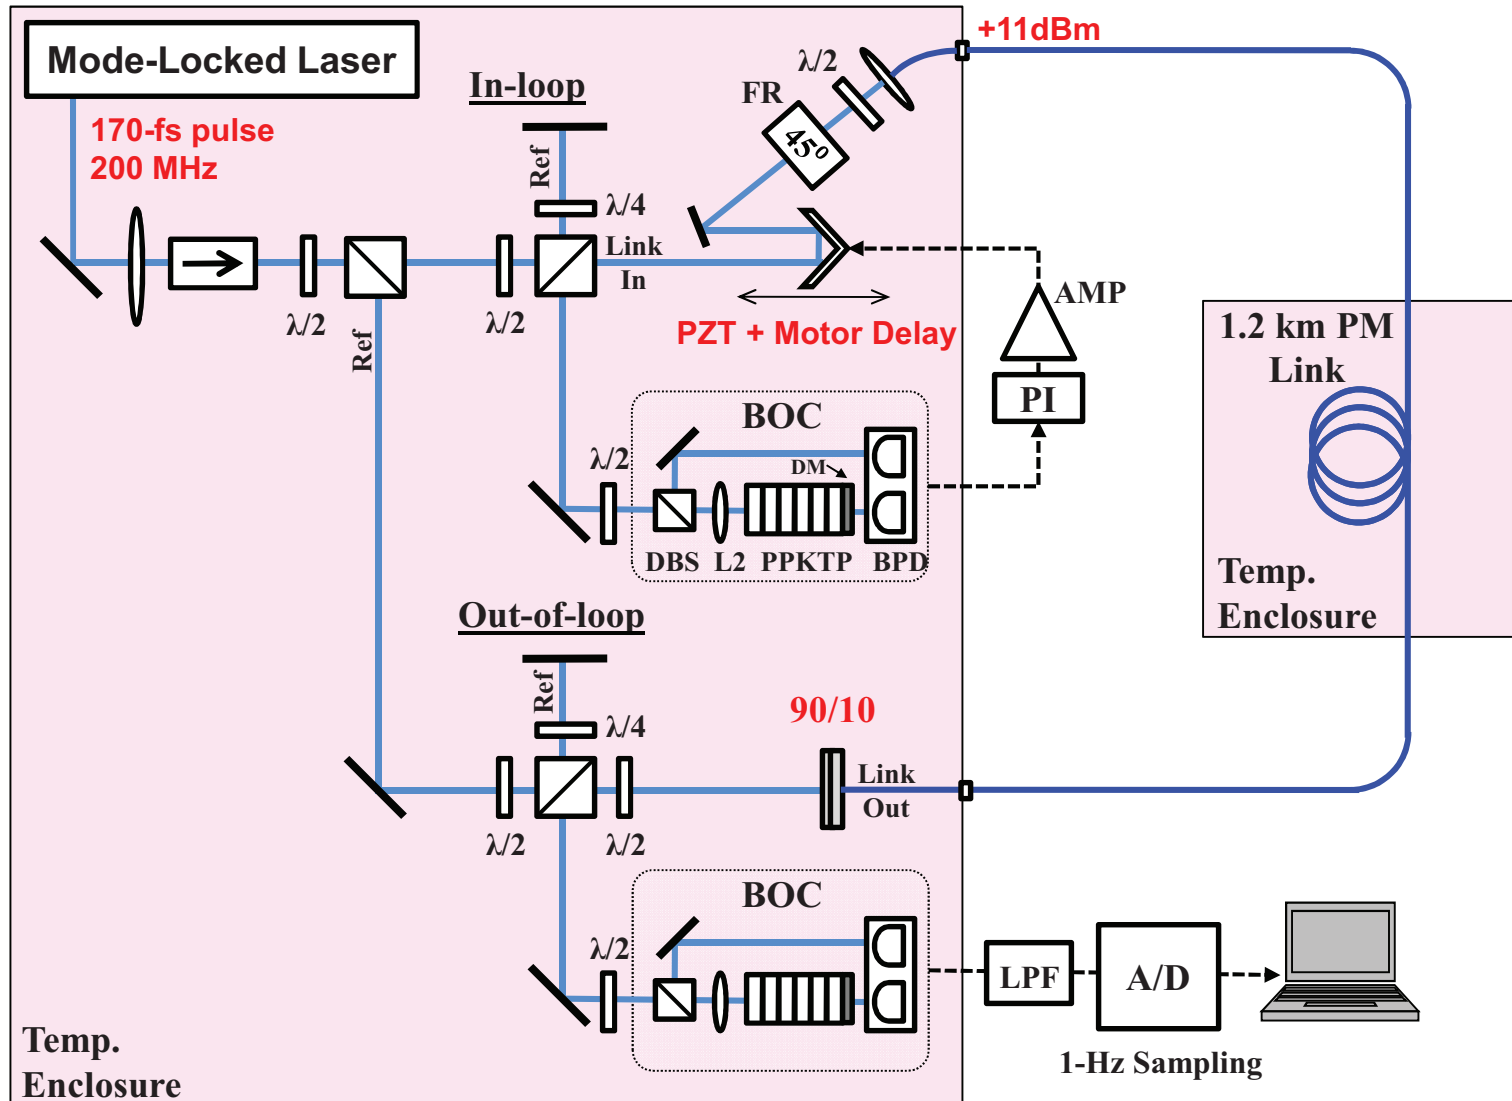 Mode-Locked Laser
170-fs pulse
200 MHz
In-loop
Ref
λ/4
FR
45º
λ/2
+11dBm
Link
In
λ/2
Ref
λ/2
PZT + Motor Delay
AMP
PI
1.2 km PM
Link
Temp.
Enclosure
BOC
λ/2
DM
DBS
L2
PPKTP
BPD
Out-of-loop
Ref
λ/4
90/10
Link
Out
λ/2
λ/2
BOC
λ/2
LPF
A/D
1-Hz Sampling
Temp.
Enclosure